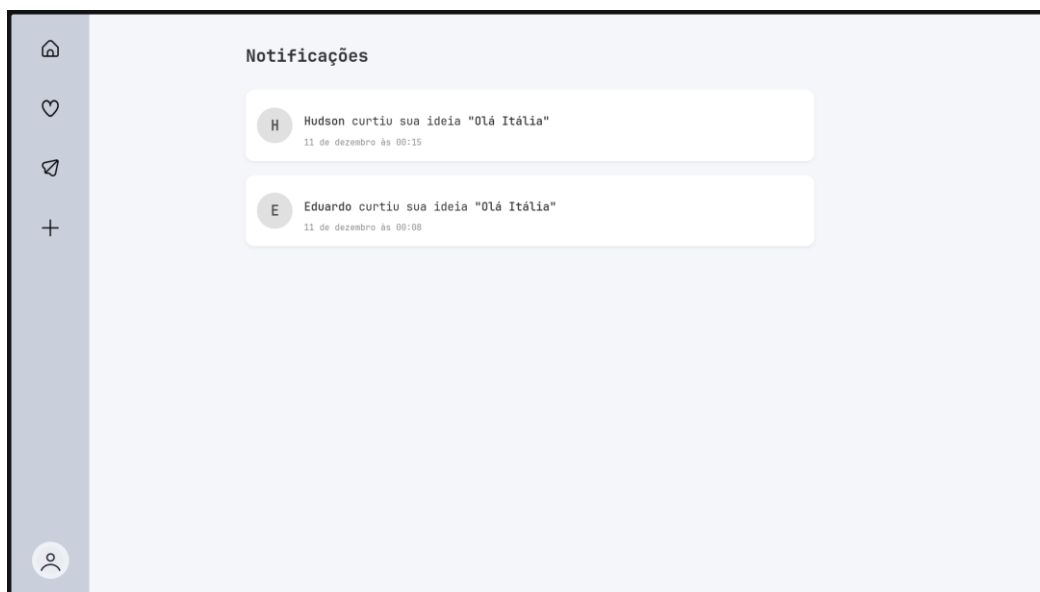 Notificações
H
Hudson curtiu sua ideia "Olá Itália"
11 de dezembro às 00:15
E
Eduardo curtiu sua ideia "Olá Itália"
11 de dezembro às 00:08